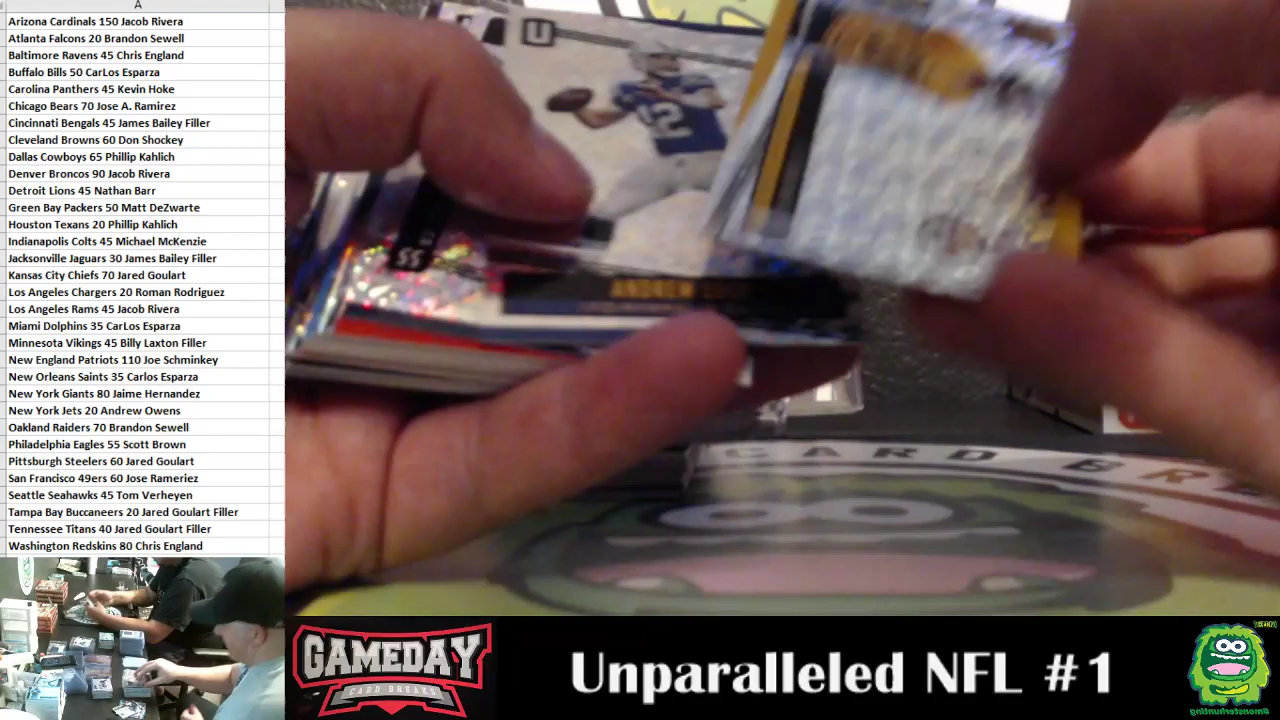 A
Arizona Cardinals 150 Jacob Rivera
Atlanta Falcons 20 Brandon Sewell
Baltimore Ravens 45 Chris England
Buffalo Bills 50 CarLos Esparza
Carolina Panthers 45 Kevin Hoke
Chicago Bears 70 Jose A. Ramirez
Cincinnati Bengals 45 James Bailey Filler
Cleveland Browns 60 Don Shockey
Dallas Cowboys 65 Phillip Kahlich
Denver Broncos 90 Jacob Rivera
Detroit Lions 45 Nathan Barr
Green Bay Packers 50 Matt DeZwarte
Houston Texans 20 Phillip Kahlich
Indianapolis Colts 45 Michael McKenzie
Jacksonville Jaguars 30 James Bailey Filler
Kansas City Chiefs 70 Jared Goulart
Los Angeles Chargers 20 Roman Rodriguez
Los Angeles Rams 45 Jacob Rivera
Miami Dolphins 35 CarLos Esparza
Minnesota Vikings 45 Billy Laxton Filler
New England Patriots 110 Joe Schminkey
New Orleans Saints 35 Carlos Esparza
New York Giants 80 Jaime Hernandez
New York Jets 20 Andrew Owens
Oakland Raiders 70 Brandon Sewell
Philadelphia Eagles 55 Scott Brown
Pittsburgh Steelers 60 Jared Goulart
San Francisco 49ers 60 Jose Rameriez
Seattle Seahawks 45 Tom Verheyen
Tampa Bay Buccaneers 20 Jared Goulart Filler
Tennessee Titans 40 Jared Goulart Filler
Washington Redskins 80 Chris England
U
12
55
ANDREW
CARD BR
GAMEDAY
CARD BREAKS
Unparalleled NFL #1
#monsterhunting